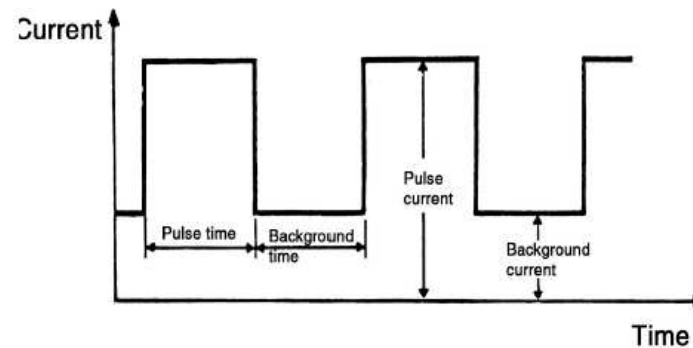 Current
Pulse
current
Pulse time
Background
time
Background
current
Time